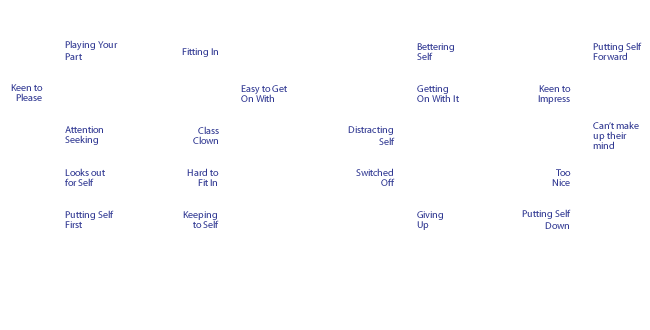 Playing Your
Part
Fitting In
Bettering
Self
Putting Self
Forward
Keen to
Please
Easy to Get
On With
Getting
On With It
Keen to
Impress
Attention
Seeking
Class
Clown
Distracting
Self
Can't make
up their
mind
Looks out
for Self
Hard to
Fit In
Switched
Off
Too
Nice
Putting Self
First
Keeping
to Self
Giving
Up
Putting Self
Down